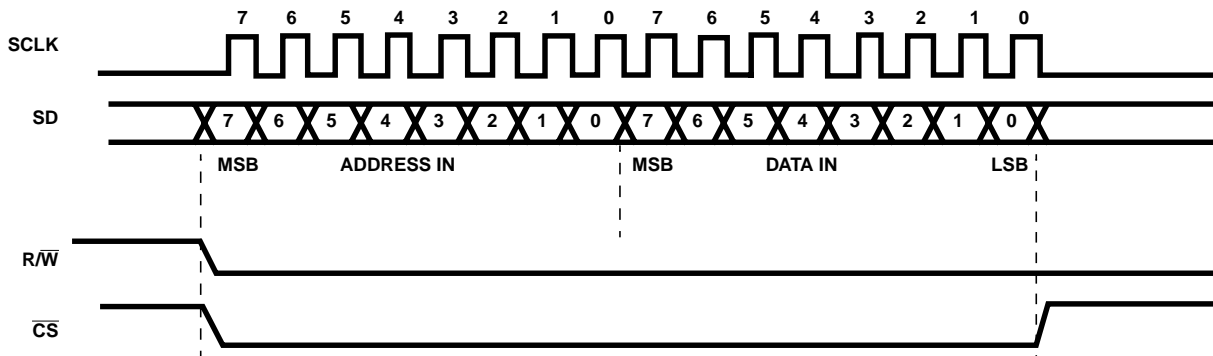 7 6 5 4 3 2 1 0 7 6 5 4 3 2 1 0
SCLK
SD 7 6 5 4 3 2 1 0 7 6 5 4 3 2 1 0
MSB ADDRESS IN MSB DATA IN LSB
R/W̅
C̅S̅